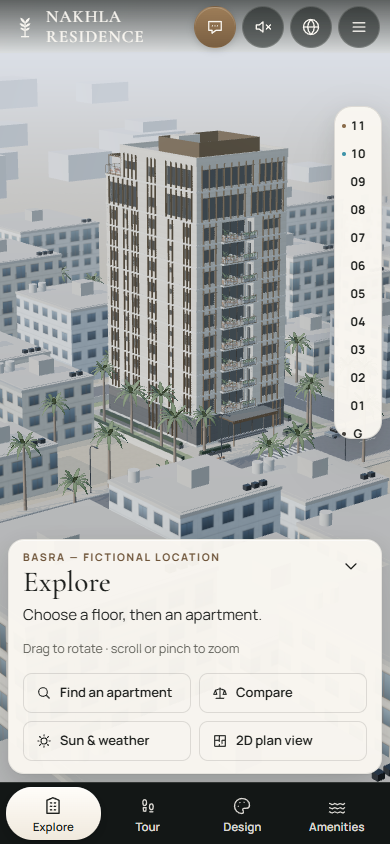 NAKHLA
RESIDENCE
11
10
09
08
07
06
05
04
03
02
01
G
BASRA — FICTIONAL LOCATION
Explore
Choose a floor, then an apartment.
Drag to rotate · scroll or pinch to zoom
Find an apartment
Compare
Sun & weather
2D plan view
Explore
Tour
Design
Amenities